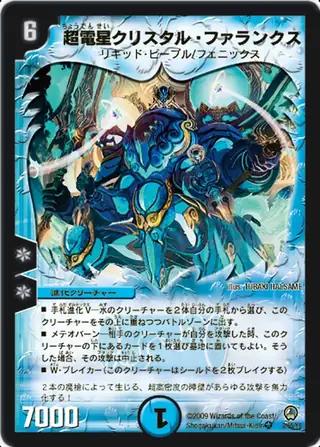 6
ちょうでんせい
超電星クリスタル・ファランクス
リキッド・ピープル/フェニックス
進化クリーチャー
■ 手札進化V−水のクリーチャーを2体自分の手札から選び、この
クリーチャーをその上に重ねつつバトルゾーンに出す。
■ メテオバーン−相手のクリーチャーが自分を攻撃した時、このク
リーチャーの下にあるカードを1枚選び墓地に置いてもよい。そ
うした場合、その攻撃は中止される。
■ W・ブレイカー(このクリーチャーはシールドを2枚ブレイクする)
2本の魔槍によって生じる、超高密度の障壁があらゆる攻撃を無力
化する!
7000
1
©2009 Wizards of the Coast/